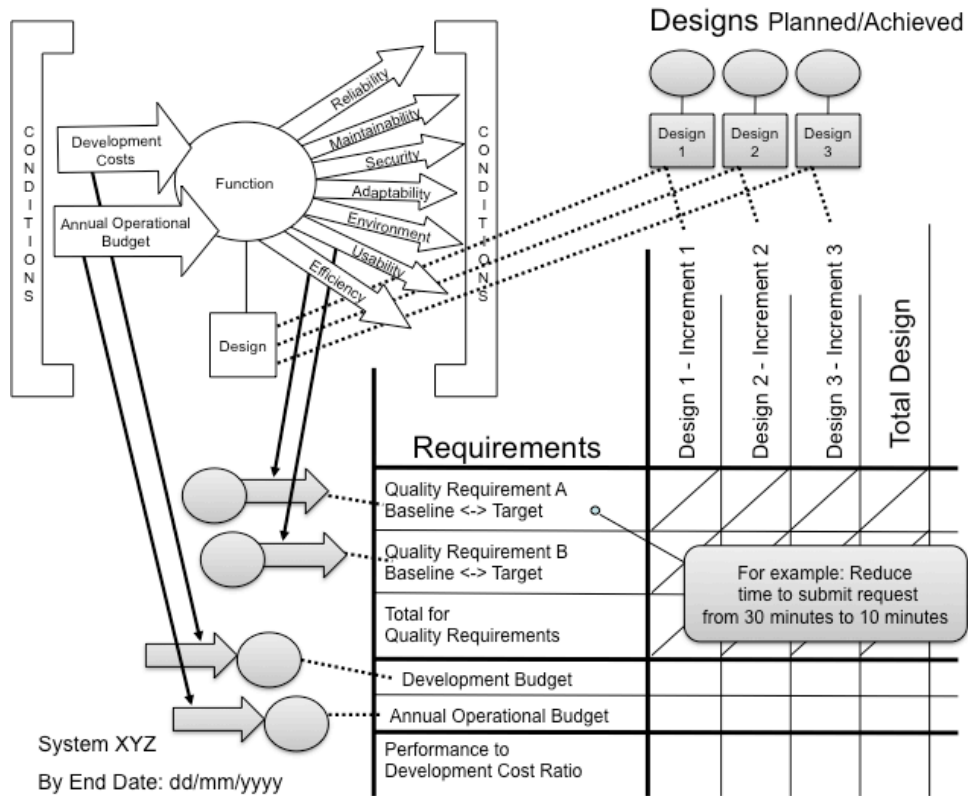 Designs Planned/Achieved
CONDITIONS
Development
Costs
Annual Operational
Budget
Function
Reliability
Maintainability
Security
Adaptability
Environment
Usability
Efficiency
CONDITIONS
Design
Design
1
Design
2
Design
3
Design 1 - Increment 1
Design 2 - Increment 2
Design 3 - Increment 3
Total Design
Requirements
Quality Requirement A
Baseline <-> Target
Quality Requirement B
Baseline <-> Target
For example: Reduce
time to submit request
from 30 minutes to 10 minutes
Total for
Quality Requirements
Development Budget
Annual Operational Budget
Performance to
Development Cost Ratio
System XYZ
By End Date: dd/mm/yyyy